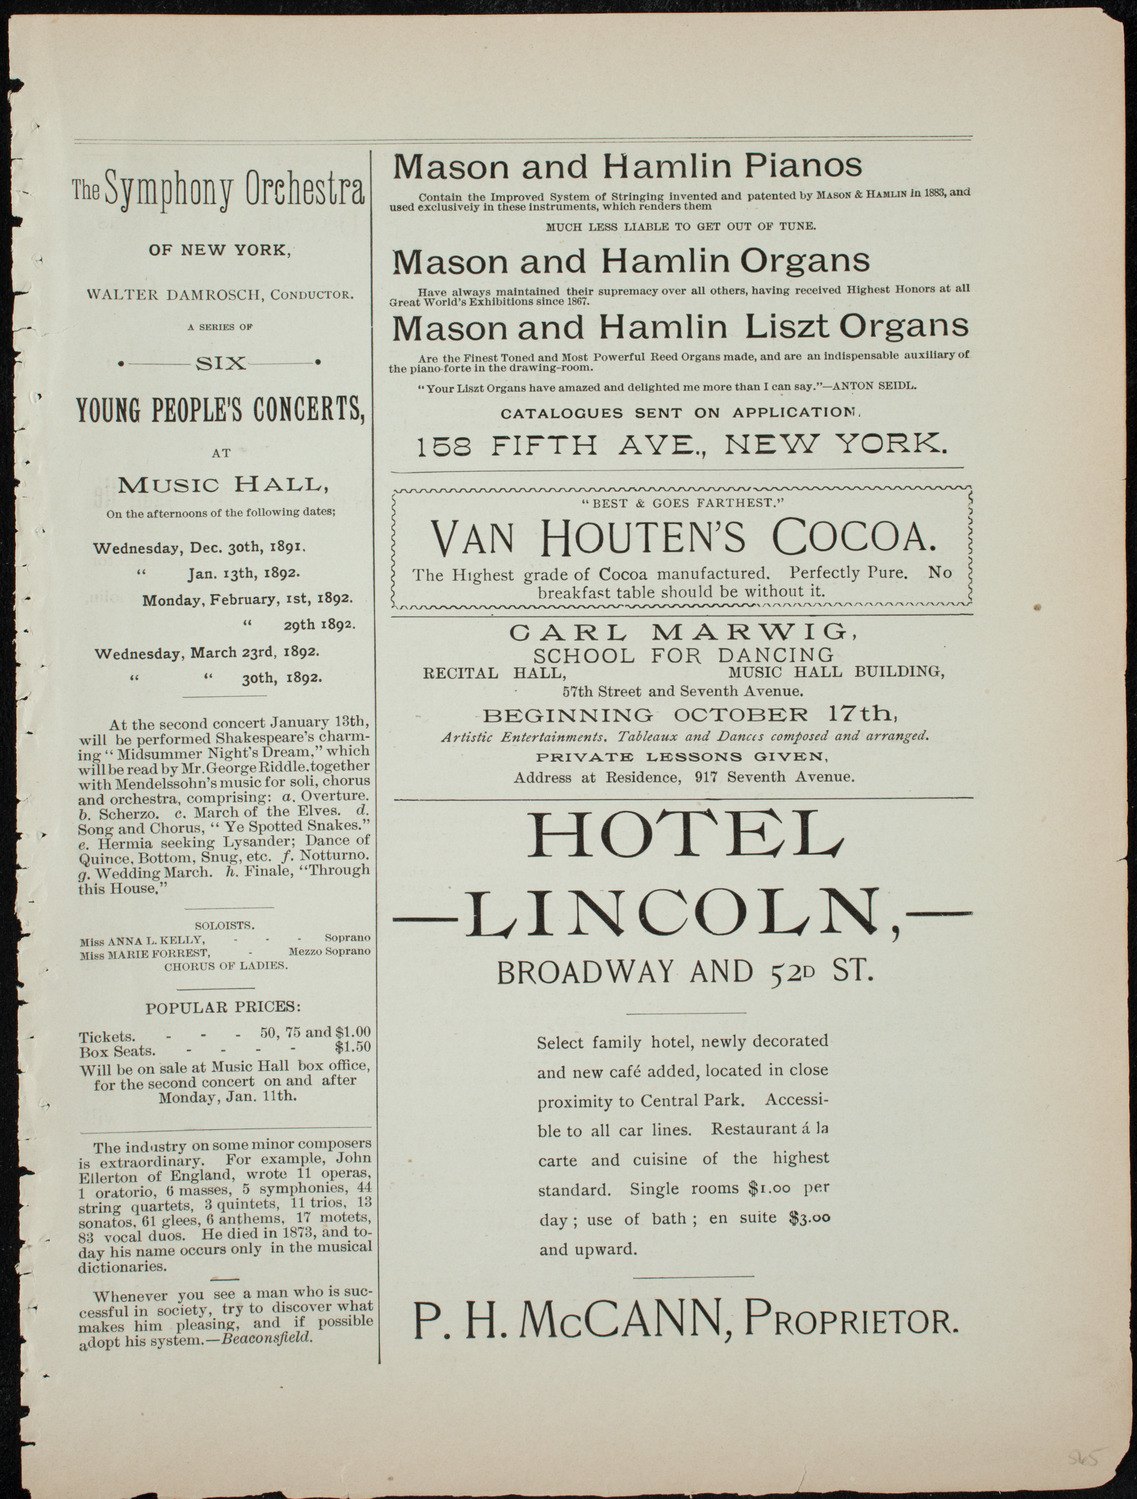 The Symphony Orchestra
OF NEW YORK,
WALTER DAMROSCH, CONDUCTOR.
A SERIES OF
SIX
YOUNG PEOPLE'S CONCERTS,
AT
MUSIC HALL,
On the afternoons of the following dates;
Wednesday, Dec. 30th, 1891.
“ Jan. 13th, 1892.
Monday, February, 1st, 1892.
“ 29th 1892.
Wednesday, March 23rd, 1892.
“ “ 30th, 1892.
At the second concert January 13th,
will be performed Shakespeare's charm-
ing “Midsummer Night's Dream,” which
will be read by Mr. George Riddle. together
with Mendelssohn's music for soli, chorus
and orchestra, comprising: a. Overture.
b. Scherzo. c. March of the Elves. d.
Song and Chorus, “Ye Spotted Snakes.”
e. Hermia seeking Lysander; Dance of
Quince, Bottom, Snug, etc. f. Notturno.
g. Wedding March. h. Finale, “Through
this House.”
SOLOISTS.
Miss ANNA L. KELLY, - - - Soprano
Miss MARIE FORREST, - Mezzo Soprano
CHORUS OF LADIES.
POPULAR PRICES:
Tickets. - - - 50, 75 and $1.00
Box Seats. - - - - $1.50
Will be on sale at Music Hall box office,
for the second concert on and after
Monday, Jan. 11th.
The industry on some minor composers
is extraordinary. For example, John
Ellerton of England, wrote 11 operas,
1 oratorio, 6 masses, 5 symphonies, 44
string quartets, 3 quintets, 11 trios, 13
sonatos, 61 glees, 6 anthems, 17 motets,
83 vocal duos. He died in 1873, and to-
day his name occurs only in the musical
dictionaries.
Whenever you see a man who is suc-
cessful in society, try to discover what
makes him pleasing, and if possible
adopt his system.—Beaconsfield.
Mason and Hamlin Pianos
Contain the Improved System of Stringing invented and patented by MASON & HAMLIN in 1883, and
used exclusively in these instruments, which renders them
MUCH LESS LIABLE TO GET OUT OF TUNE.
Mason and Hamlin Organs
Have always maintained their supremacy over all others, having received Highest Honors at all
Great World's Exhibitions since 1867.
Mason and Hamlin Liszt Organs
Are the Finest Toned and Most Powerful Reed Organs made, and are an indispensable auxiliary of
the piano-forte in the drawing-room.
“Your Liszt Organs have amazed and delighted me more than I can say.”—ANTON SEIDL.
CATALOGUES SENT ON APPLICATION.
158 FIFTH AVE., NEW YORK.
“BEST & GOES FARTHEST.”
VAN HOUTEN'S COCOA.
The Highest grade of Cocoa manufactured. Perfectly Pure. No
breakfast table should be without it.
CARL MARWIG,
SCHOOL FOR DANCING
RECITAL HALL, MUSIC HALL BUILDING,
57th Street and Seventh Avenue.
BEGINNING OCTOBER 17th,
Artistic Entertainments. Tableaux and Dances composed and arranged.
PRIVATE LESSONS GIVEN,
Address at Residence, 917 Seventh Avenue.
HOTEL
—LINCOLN,—
BROADWAY AND 52D ST.
Select family hotel, newly decorated
and new café added, located in close
proximity to Central Park. Accessi-
ble to all car lines. Restaurant á la
carte and cuisine of the highest
standard. Single rooms $1.00 per
day; use of bath; en suite $3.00
and upward.
P. H. McCANN, PROPRIETOR.